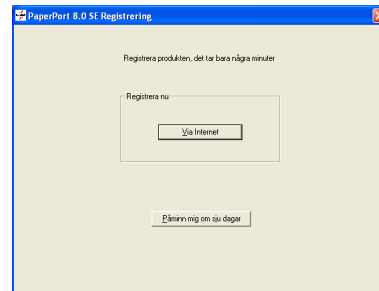 PaperPort 8.0 SE Registrering
Registrera produkten, det tar bara några minuter
Registrera nu
Via Internet
Påminn mig om sju dagar